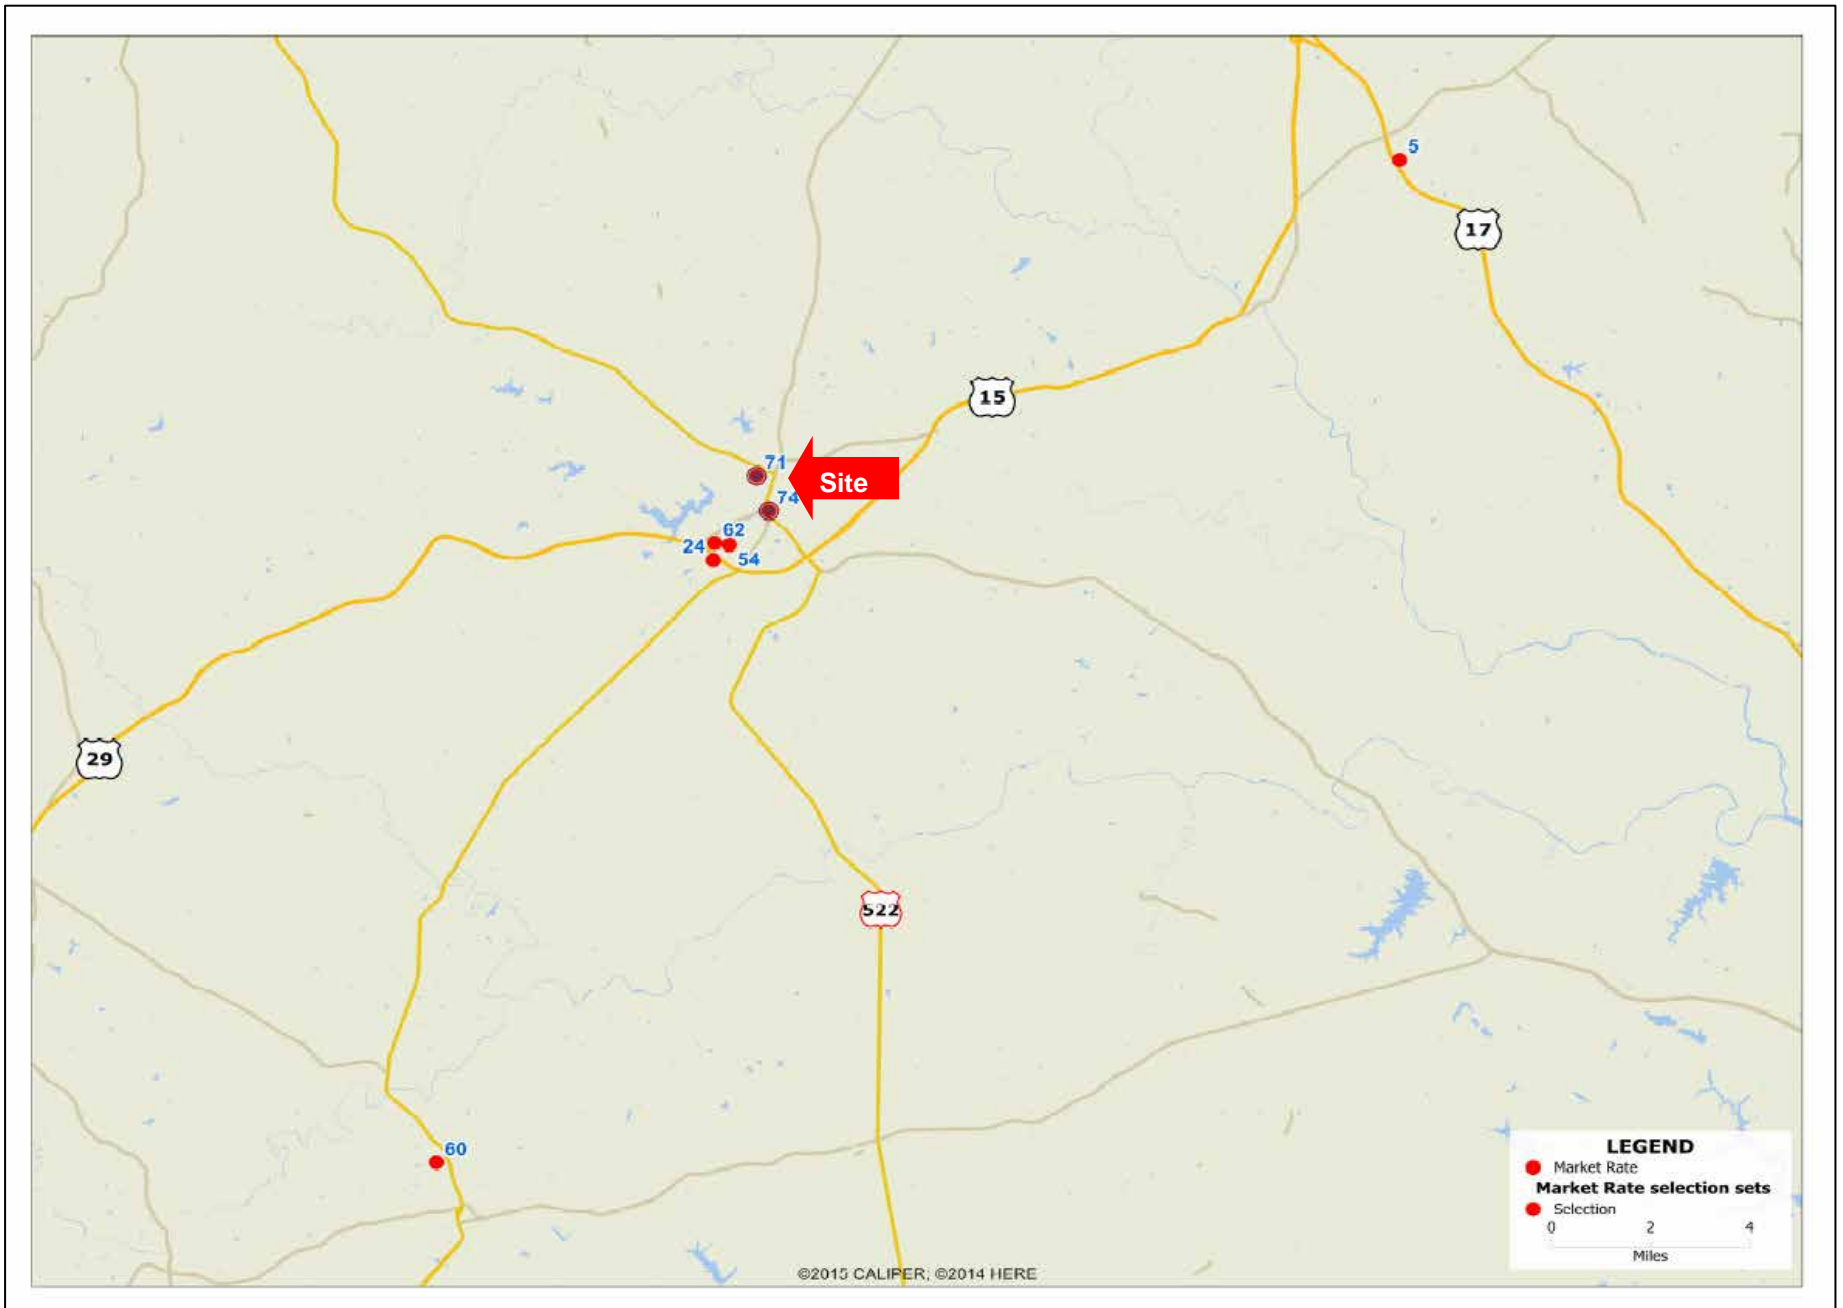 5
17
15
71
Site
74
62
24
54
29
522
60
LEGEND
Market Rate
Market Rate selection sets
Selection
0 2 4
Miles
©2015 CALIPER; ©2014 HERE